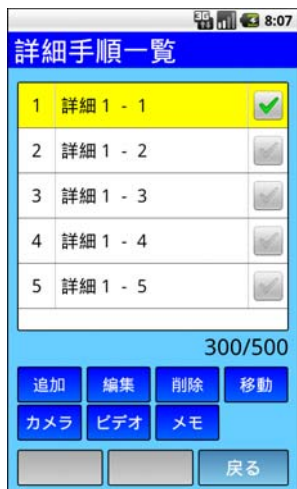 3G 8:07
詳細手順一覧
1 詳細1 - 1
2 詳細1 - 2
3 詳細1 - 3
4 詳細1 - 4
5 詳細1 - 5
300/500
追加 編集 削除 移動
カメラ ビデオ メモ
戻る